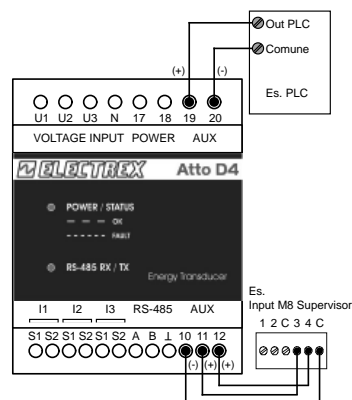 Out PLC
Comune
(+) (-)
Es. PLC
U1 U2 U3 N 17 18 19 20
VOLTAGE INPUT POWER AUX
ELECTREX Atto D4
POWER / STATUS
OK
FAULT
RS-485 RX / TX
Energy Transducer
Es.
Input M8 Supervisor
I1 I2 I3 RS-485 AUX
1 2 C 3 4 C
S1 S2 S1 S2 S1 S2 A B ⊥ 10 11 12
(-) (+) (+)